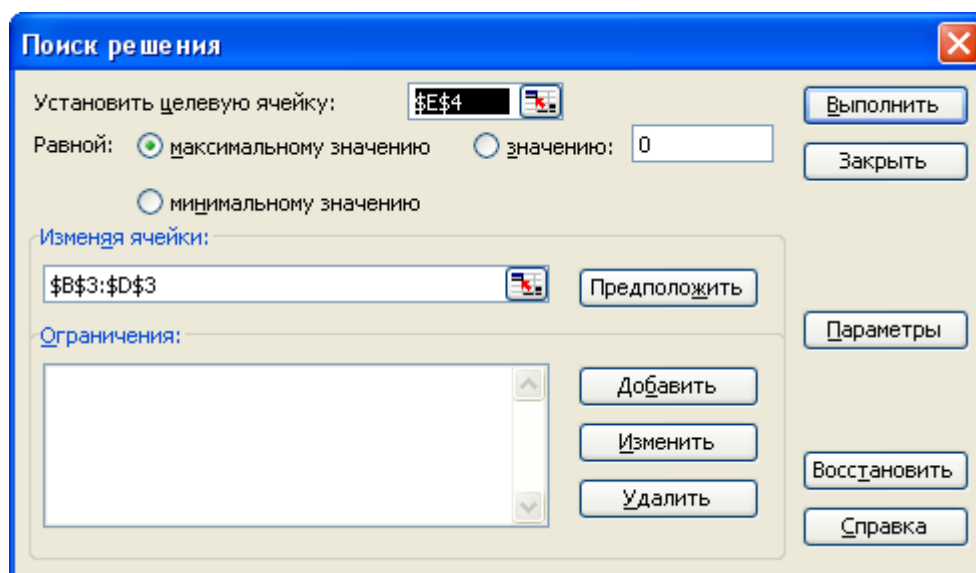 Поиск решения
Установить целевую ячейку: $E$4
Выполнить
Равной: максимальному значению значению: 0
Закрыть
минимальному значению
Изменяя ячейки:
$B$3:$D$3
Предположить
Параметры
Ограничения:
Добавить
Изменить
Восстановить
Удалить
Справка